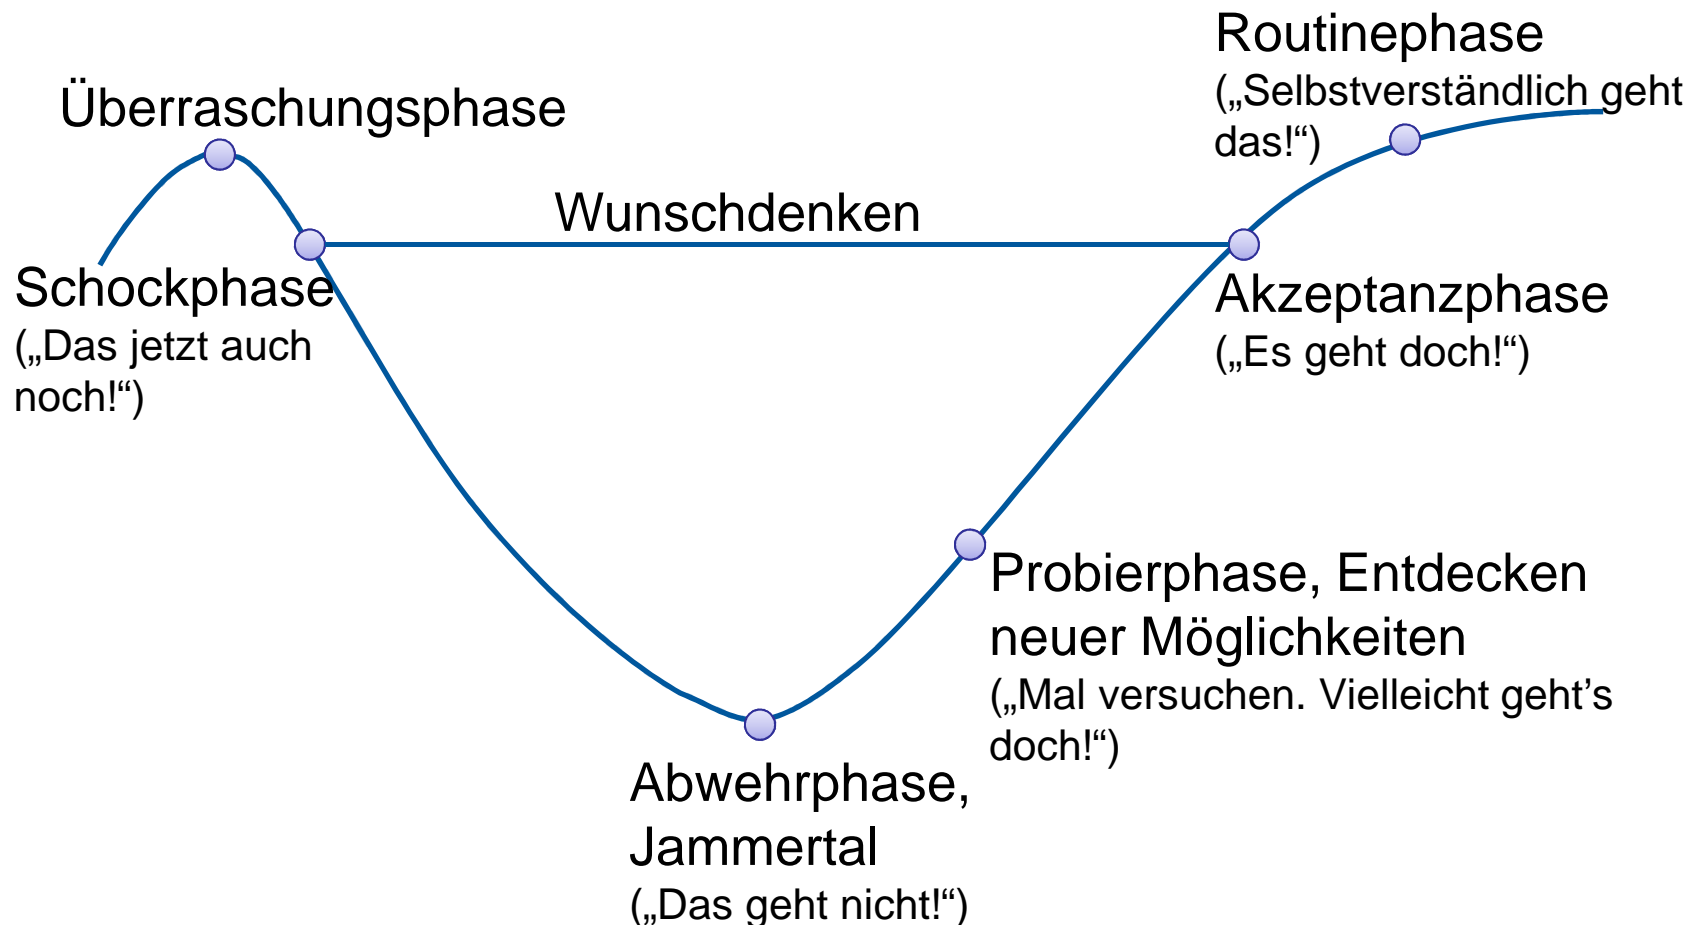 Überraschungsphase
Schockphase
(„Das jetzt auch
noch!“)
Wunschdenken
Abwehrphase,
Jammertal
(„Das geht nicht!“)
Probierphase, Entdecken
neuer Möglichkeiten
(„Mal versuchen. Vielleicht geht’s
doch!“)
Akzeptanzphase
(„Es geht doch!“)
Routinephase
(„Selbstverständlich geht
das!“)